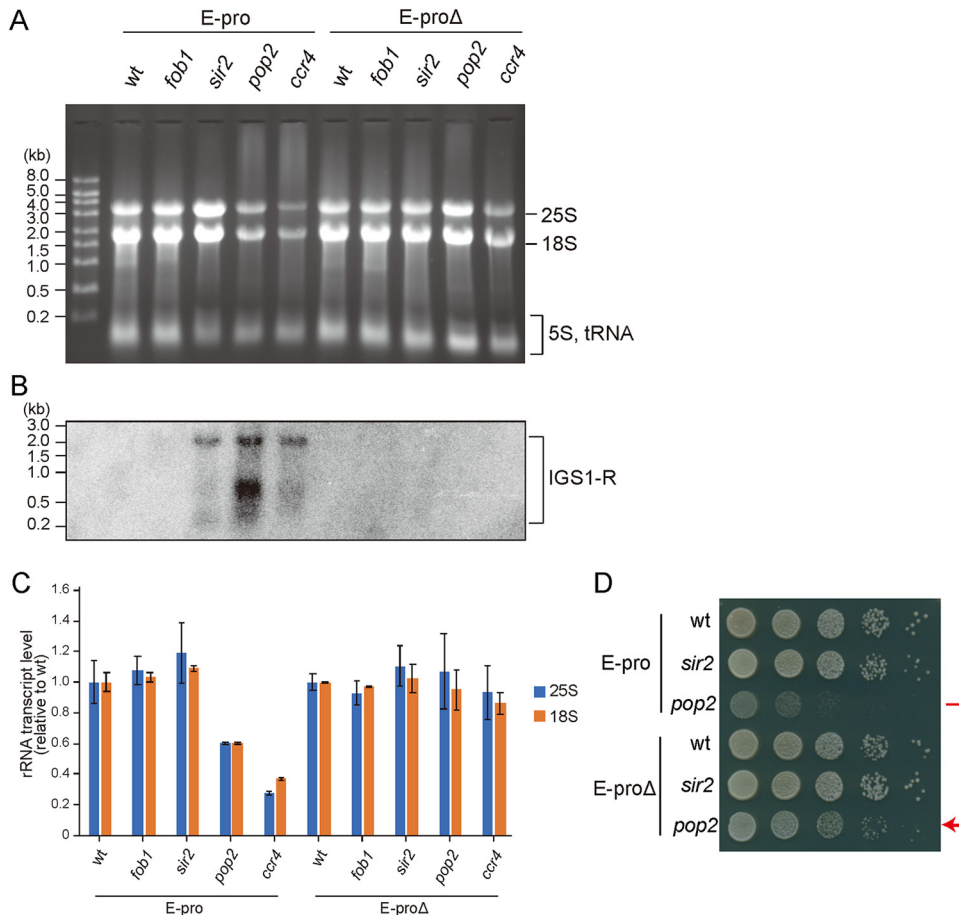 A
E-pro
E-proΔ
wt
fob1
sir2
pop2
ccr4
wt
fob1
sir2
pop2
ccr4
(kb)
8.0
5.0
4.0
3.0
2.0
1.5
1.0
0.5
0.2
25S
18S
5S, tRNA
B
(kb)
3.0
2.0
1.5
1.0
0.5
0.2
IGS1-R
C
rRNA transcript level
(relative to wt)
1.6
1.4
1.2
1.0
0.8
0.6
0.4
0.2
0
25S
18S
wt
fob1
sir2
pop2
ccr4
wt
fob1
sir2
pop2
ccr4
E-pro
E-proΔ
D
E-pro
wt
sir2
pop2
E-proΔ
wt
sir2
pop2